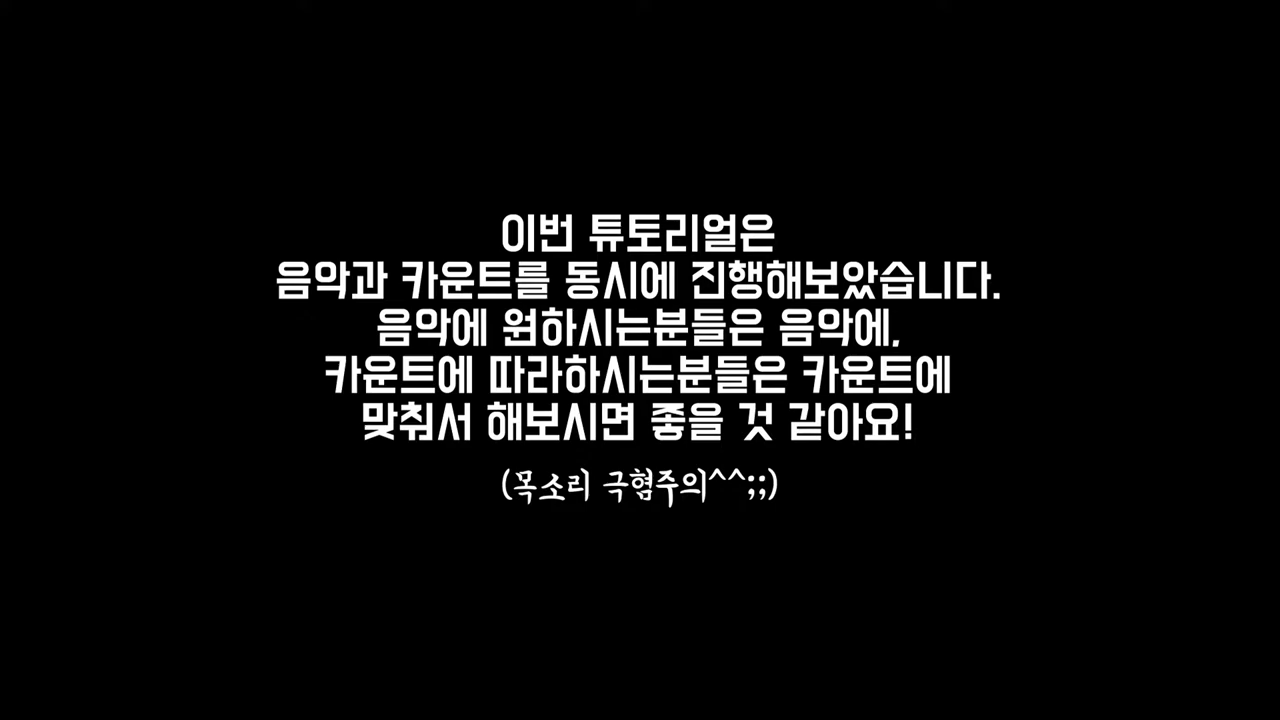 이번 튜토리얼은
음악과 카운트를 동시에 진행해보았습니다.
음악에 원하시는분들은 음악에,
카운트에 따라하시는분들은 카운트에
맞춰서 해보시면 좋을 것 같아요!
(목소리 극혐주의^^;;)